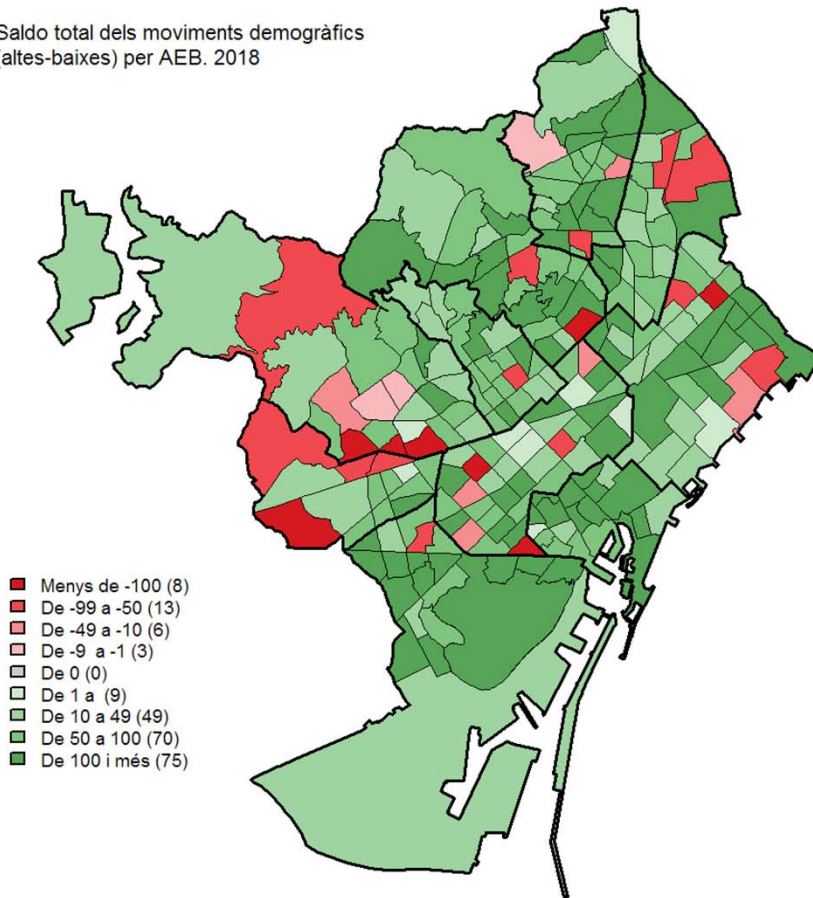 Saldo total dels moviments demogràfics
(altes-baixes) per AEB. 2018
Menys de -100 (8)
De -99 a -50 (13)
De -49 a -10 (6)
De -9 a -1 (3)
De 0 (0)
De 1 a (9)
De 10 a 49 (49)
De 50 a 100 (70)
De 100 i més (75)